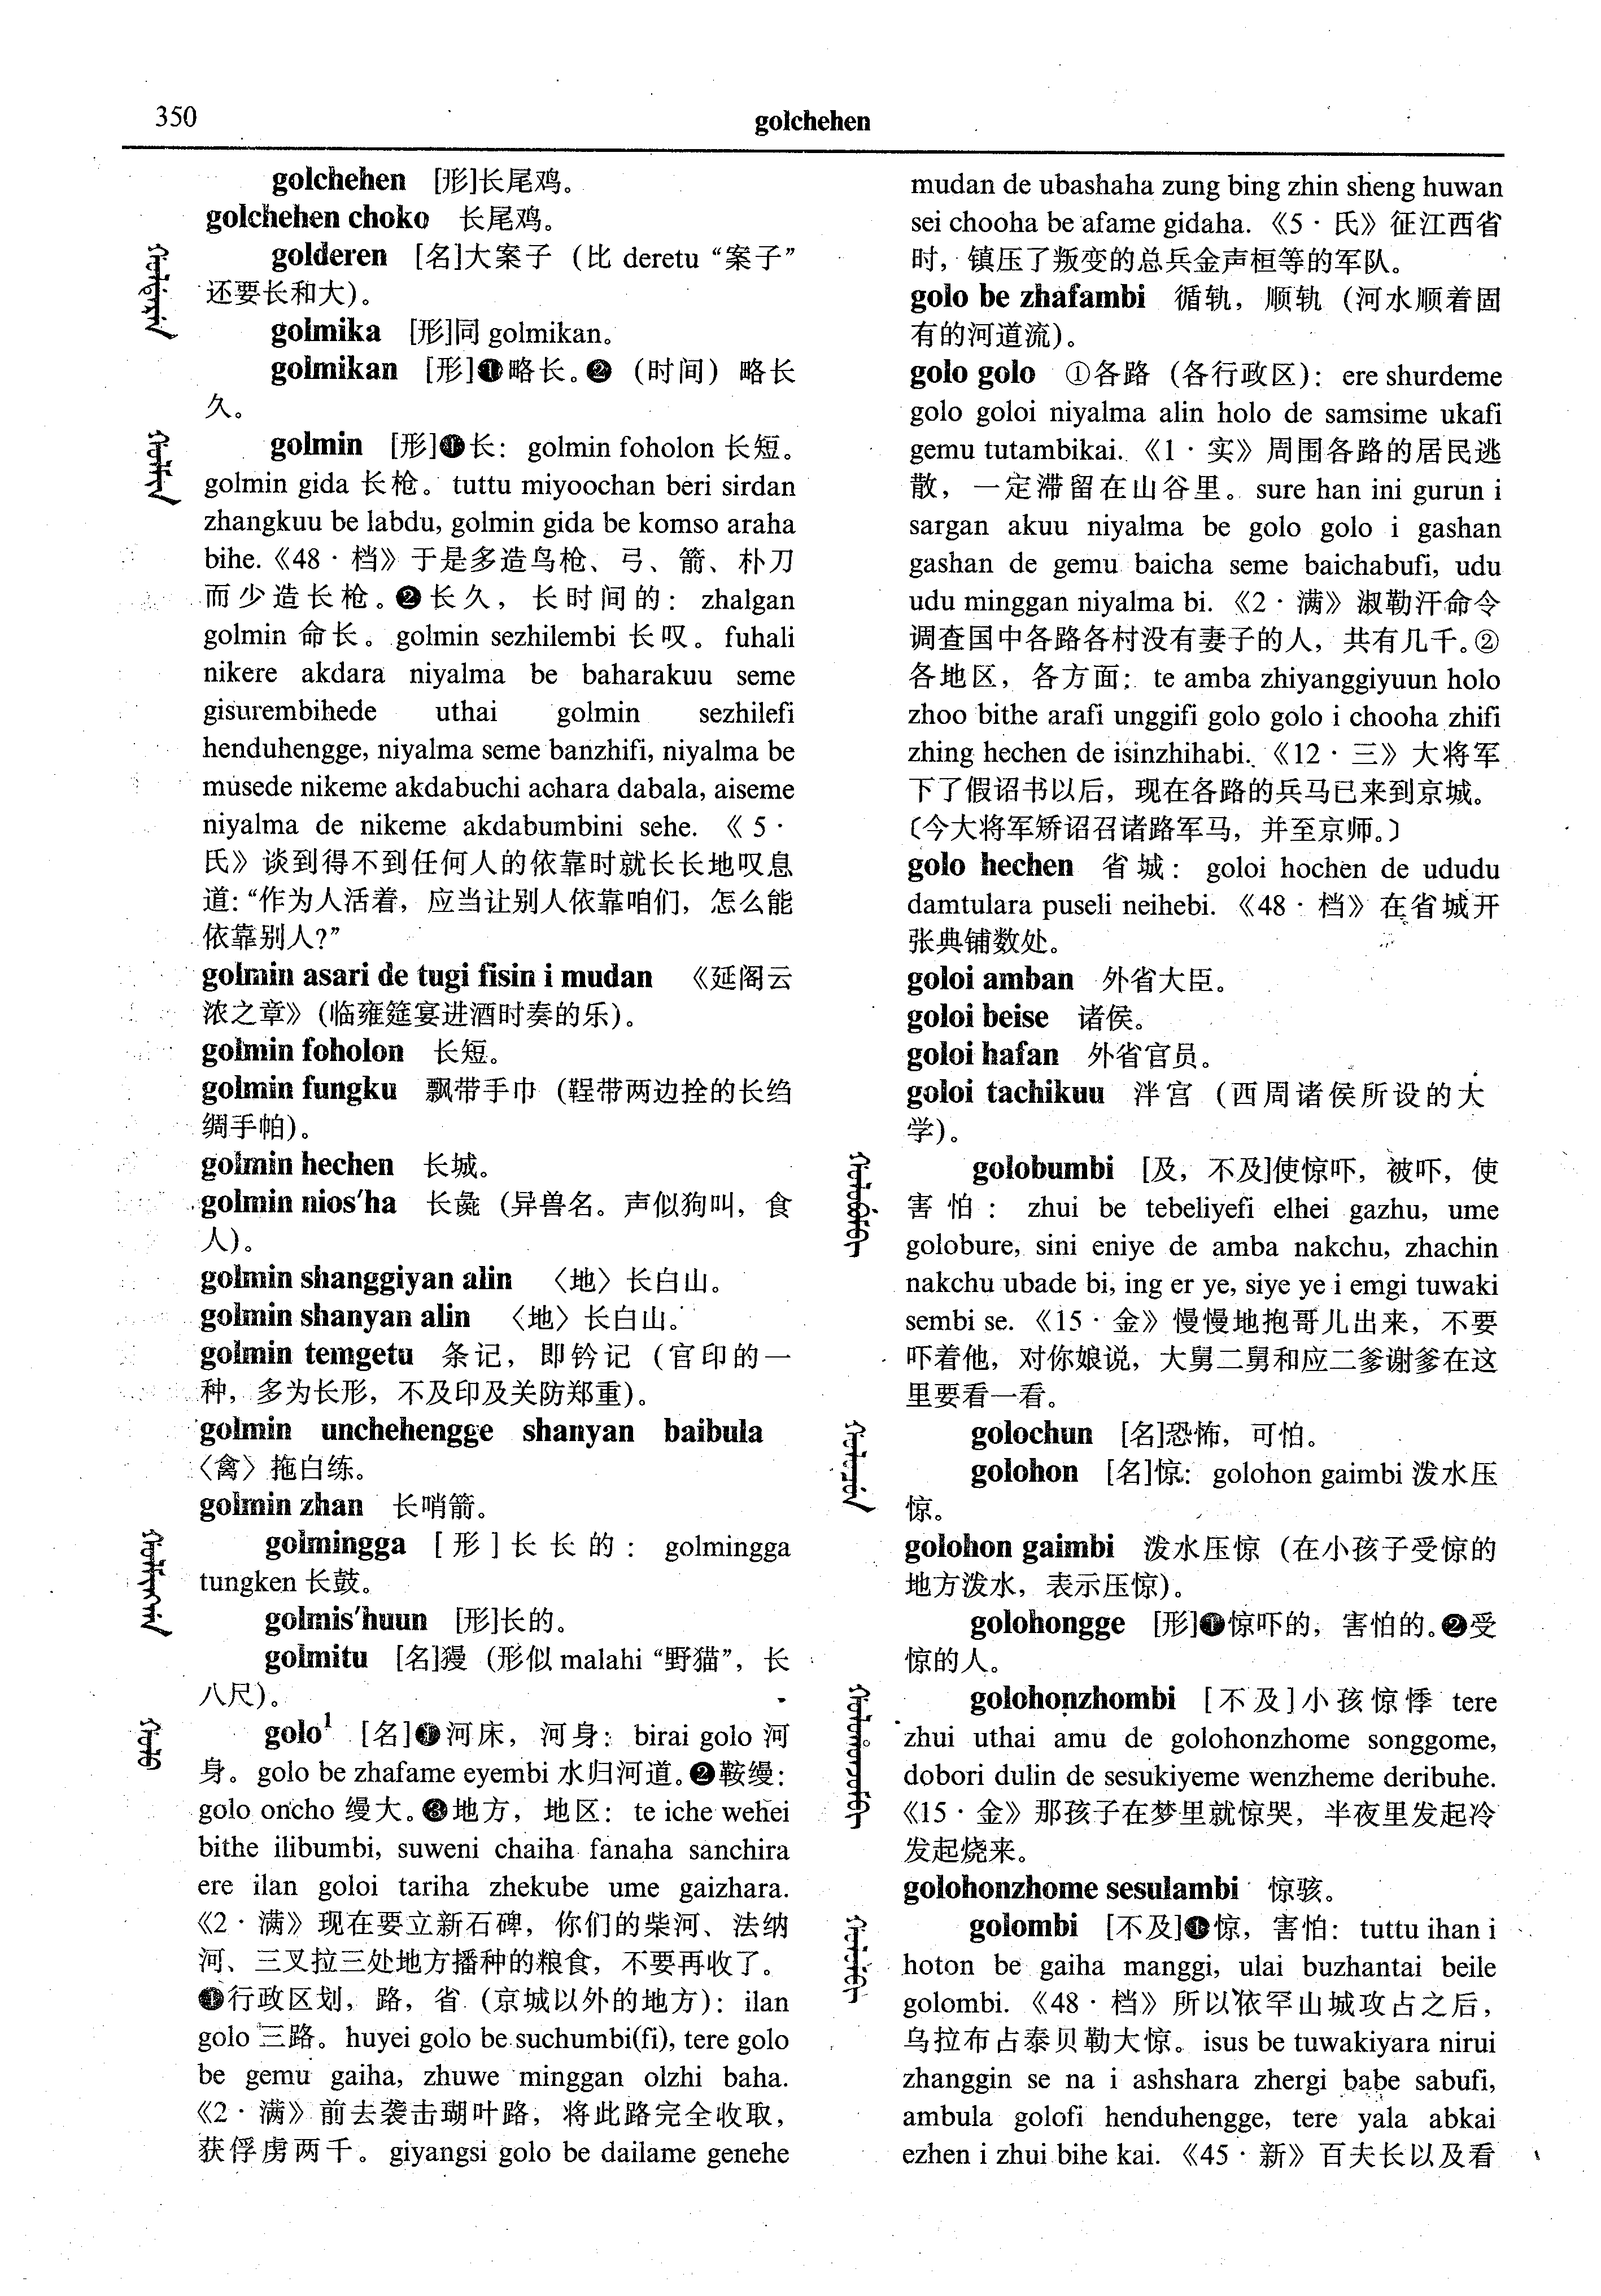 350
golchehen
golchehen [形]长尾鸡。
golchehen choko 长尾鸡。
golderen [名]大案子（比 deretu “案子”
还要长和大）。
golmika [形]同 golmikan。
golmikan [形]❶略长。❷（时间）略长
久。
golmin [形]❶长：golmin foholon 长短。
golmin gida 长枪。tuttu miyoochan beri sirdan
zhangkuu be labdu, golmin gida be komso araha
bihe.《48·档》于是多造鸟枪、弓、箭、朴刀
而少造长枪。❷长久，长时间的：zhalgan
golmin 命长。golmin sezhilembi 长叹。fuhali
nikere akdara niyalma be baharakuu seme
gisurembihede uthai golmin sezhilefi
henduhengge, niyalma seme banzhifi, niyalma be
musede nikeme akdabuchi achara dabala, aiseme
niyalma de nikeme akdabumbini sehe. 《5·
氏》谈到得不到任何人的依靠时就长长地叹息
道：“作为人活着，应当让别人依靠咱们，怎么能
依靠别人?”
golmin asari de tugi fisin i mudan 《延阁云
浓之章》（临雍筵宴进酒时奏的乐）。
golmin foholon 长短。
golmin fungku 飘带手巾（鞓带两边拴的长绉
绸手帕）。
golmin hechen 长城。
golmin nios'ha 长彘（异兽名。声似狗叫，食
人）。
golmin shanggiyan alin 〈地〉长白山。
golmin shanyan alin 〈地〉长白山。
golmin temgetu 条记，即钤记（官印的一
种，多为长形，不及印及关防郑重）。
golmin unchehengge shanyan baibula
〈禽〉拖白练。
golmin zhan 长哨箭。
golmingga [形]长长的：golmingga
tungken 长鼓。
golmis'huun [形]长的。
golmitu [名]獌（形似 malahi “野猫”，长
八尺）。
golo¹ [名]❶河床，河身：birai golo 河
身。golo be zhafame eyembi 水归河道。❷鞍缦：
golo oncho 缦大。❸地方，地区：te iche wehei
bithe ilibumbi, suweni chaiha fanaha sanchira
ere ilan goloi tariha zhekube ume gaizhara.
《2·满》现在要立新石碑，你们的柴河、法纳
河、三叉拉三处地方播种的粮食，不要再收了。
❹行政区划，路，省（京城以外的地方）：ilan
golo 三路。huyei golo be suchumbi(fi), tere golo
be gemu gaiha, zhuwe minggan olzhi baha.
《2·满》前去袭击瑚叶路，将此路完全收取，
获俘虏两千。giyangsi golo be dailame genehe
mudan de ubashaha zung bing zhin sheng huwan
sei chooha be afame gidaha. 《5·氏》征江西省
时，镇压了叛变的总兵金声桓等的军队。
golo be zhafambi 循轨，顺轨（河水顺着固
有的河道流）。
golo golo ①各路（各行政区）：ere shurdeme
golo goloi niyalma alin holo de samsime ukafi
gemu tutambikai. 《1·实》周围各路的居民逃
散，一定滞留在山谷里。sure han ini gurun i
sargan akuu niyalma be golo golo i gashan
gashan de gemu baicha seme baichabufi, udu
udu minggan niyalma bi. 《2·满》淑勒汗命令
调查国中各路各村没有妻子的人，共有几千。②
各地区，各方面：te amba zhiyanggiyuun holo
zhoo bithe arafi unggifi golo golo i chooha zhifi
zhing hechen de isinzhihabi. 《12·三》大将军
下了假诏书以后，现在各路的兵马已来到京城。
〔今大将军矫诏召诸路军马，并至京师。〕
golo hechen 省城：goloi hochen de ududu
damtulara puseli neihebi. 《48·档》在省城开
张典铺数处。
goloi amban 外省大臣。
goloi beise 诸侯。
goloi hafan 外省官员。
goloi tachikuu 泮宫（西周诸侯所设的大
学）。
golobumbi [及，不及]使惊吓，被吓，使
害怕：zhui be tebeliyefi elhei gazhu, ume
golobure, sini eniye de amba nakchu, zhachin
nakchu ubade bi, ing er ye, siye ye i emgi tuwaki
sembi se. 《15·金》慢慢地抱哥儿出来，不要
吓着他，对你娘说，大舅二舅和应二爹谢爹在这
里要看一看。
golochun [名]恐怖，可怕。
golohon [名]惊：golohon gaimbi 泼水压
惊。
golohon gaimbi 泼水压惊（在小孩子受惊的
地方泼水，表示压惊）。
golohongge [形]❶惊吓的，害怕的。❷受
惊的人。
golohonzhombi [不及]小孩惊悸 tere
zhui uthai amu de golohonzhome songgome,
dobori dulin de sesukiyeme wenzheme deribuhe.
《15·金》那孩子在梦里就惊哭，半夜里发起冷
发起烧来。
golohonzhome sesulambi 惊骇。
golombi [不及]❶惊，害怕：tuttu ihan i
hoton be gaiha manggi, ulai buzhantai beile
golombi. 《48·档》所以依罕山城攻占之后，
乌拉布占泰贝勒大惊。isus be tuwakiyara nirui
zhanggin se na i ashshara zhergi babe sabufi,
ambula golofi henduhengge, tere yala abkai
ezhen i zhui bihe kai. 《45·新》百夫长以及看